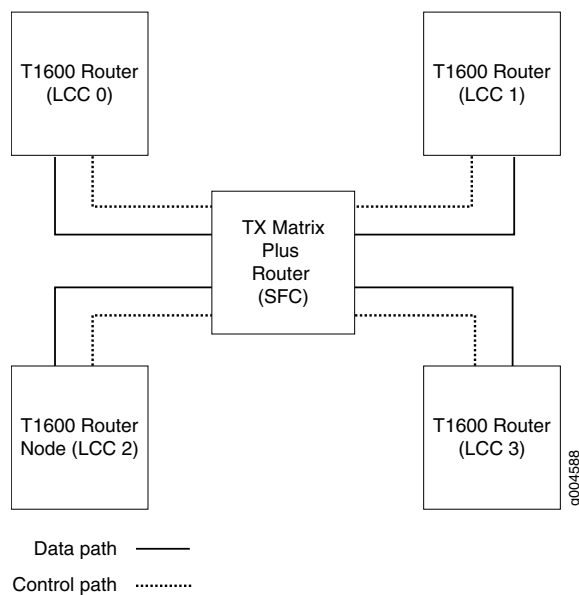 T1600 Router
(LCC 0)
T1600 Router
(LCC 1)
TX Matrix
Plus
Router
(SFC)
T1600 Router
Node (LCC 2)
T1600 Router
(LCC 3)
g004588
Data path
Control path